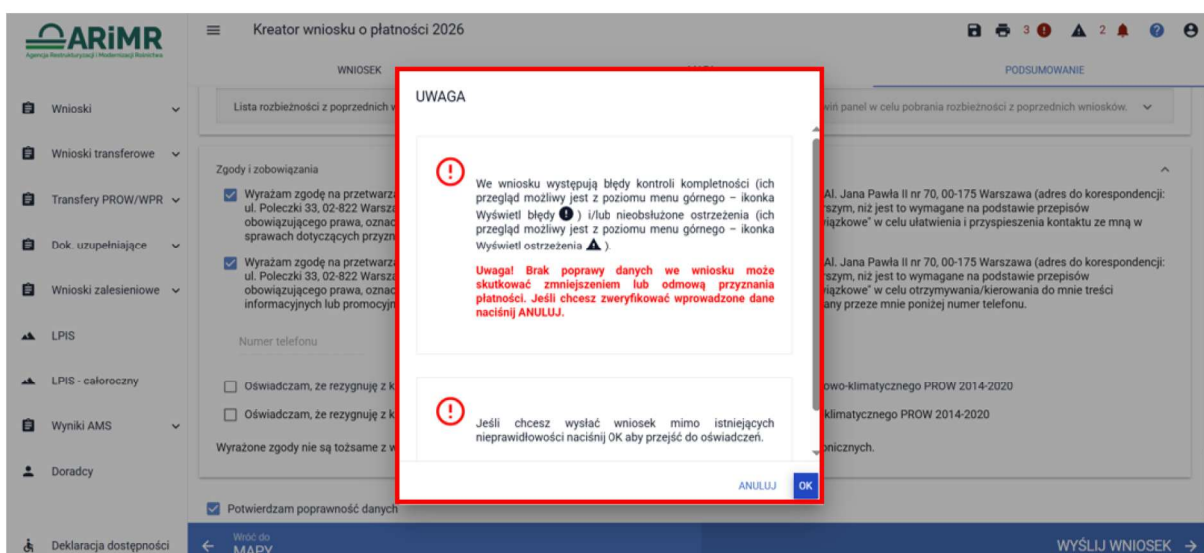 ARiMR
Agencja Restrukturyzacji i Modernizacji Rolnictwa
Kreator wniosku o płatności 2026
3
2
WNIOSEK
PODSUMOWANIE
Wnioski
Wnioski transferowe
Transfery PROW/WPR
Dok. uzupełniające
Wnioski zalesieniowe
LPIS
LPIS - całoroczny
Wyniki AMS
Doradcy
Deklaracja dostępności
Lista rozbieżności z poprzednich
panel w celu pobrania rozbieżności z poprzednich wniosków.
Zgody i zobowiązania
Wyrażam zgodę na przetwarza
Al. Jana Pawła II nr 70, 00-175 Warszawa (adres do korespondencji:
ul. Poleczki 33, 02-822 Warsza
rszym, niż jest to wymagane na podstawie przepisów
obowiązującego prawa, oznac
wiązkowe" w celu ułatwienia i przyspieszenia kontaktu ze mną w
sprawach dotyczących przyzn
Wyrażam zgodę na przetwarza
Al. Jana Pawła II nr 70, 00-175 Warszawa (adres do korespondencji:
ul. Poleczki 33, 02-822 Warsza
rszym, niż jest to wymagane na podstawie przepisów
obowiązującego prawa, oznac
wiązkowe" w celu otrzymywania/kierowania do mnie treści
informacyjnych lub promocyjn
any przeze mnie poniżej numer telefonu.
Numer telefonu
Oświadczam, że rezygnuję z k
owo-klimatycznego PROW 2014-2020
Oświadczam, że rezygnuję z k
klimatycznego PROW 2014-2020
Wyrażone zgody nie są tożsame z w
onicznych.
Potwierdzam poprawność danych
Wróć do
MAPY
WYŚLIJ WNIOSEK
UWAGA
We wniosku występują błędy kontroli kompletności (ich
przegląd możliwy jest z poziomu menu górnego – ikonka
Wyświetl błędy ) i/lub nieobsłużone ostrzeżenia (ich
przegląd możliwy jest z poziomu menu górnego – ikonka
Wyświetl ostrzeżenia ).
Uwaga! Brak poprawy danych we wniosku może
skutkować zmniejszeniem lub odmową przyznania
płatności. Jeśli chcesz zweryfikować wprowadzone dane
naciśnij ANULUJ.
Jeśli chcesz wysłać wniosek mimo istniejących
nieprawidłowości naciśnij OK aby przejść do oświadczeń.
ANULUJ
OK